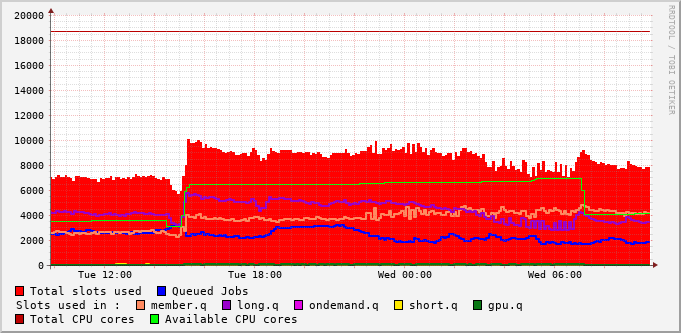 20000
18000
16000
14000
12000
10000
8000
6000
4000
2000
0
Tue 12:00 Tue 18:00 Wed 00:00 Wed 06:00
RRDTOOL / TOBI OETIKER
Total slots used Queued Jobs
Slots used in : member.q long.q ondemand.q short.q gpu.q
Total CPU cores Available CPU cores